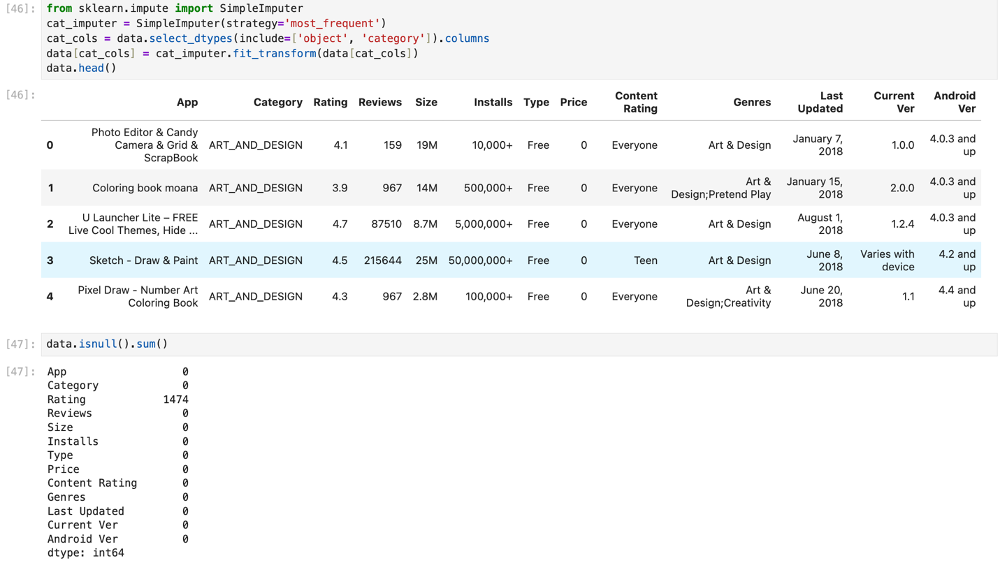 [46]: from sklearn.impute import SimpleImputer
cat_imputer = SimpleImputer(strategy='most_frequent')
cat_cols = data.select_dtypes(include=['object', 'category']).columns
data[cat_cols] = cat_imputer.fit_transform(data[cat_cols])
data.head()
[46]:
App Category Rating Reviews Size Installs Type Price Content Rating Genres Last Updated Current Ver Android Ver
0 Photo Editor & Candy Camera & Grid & ScrapBook ART_AND_DESIGN 4.1 159 19M 10,000+ Free 0 Everyone Art & Design January 7, 2018 1.0.0 4.0.3 and up
1 Coloring book moana ART_AND_DESIGN 3.9 967 14M 500,000+ Free 0 Everyone Art & Design;Pretend Play January 15, 2018 2.0.0 4.0.3 and up
2 U Launcher Lite – FREE Live Cool Themes, Hide ... ART_AND_DESIGN 4.7 87510 8.7M 5,000,000+ Free 0 Everyone Art & Design August 1, 2018 1.2.4 4.0.3 and up
3 Sketch - Draw & Paint ART_AND_DESIGN 4.5 215644 25M 50,000,000+ Free 0 Teen Art & Design June 8, 2018 Varies with device 4.2 and up
4 Pixel Draw - Number Art Coloring Book ART_AND_DESIGN 4.3 967 2.8M 100,000+ Free 0 Everyone Art & Design;Creativity June 20, 2018 1.1 4.4 and up
[47]: data.isnull().sum()
[47]: App 0
Category 0
Rating 1474
Reviews 0
Size 0
Installs 0
Type 0
Price 0
Content Rating 0
Genres 0
Last Updated 0
Current Ver 0
Android Ver 0
dtype: int64